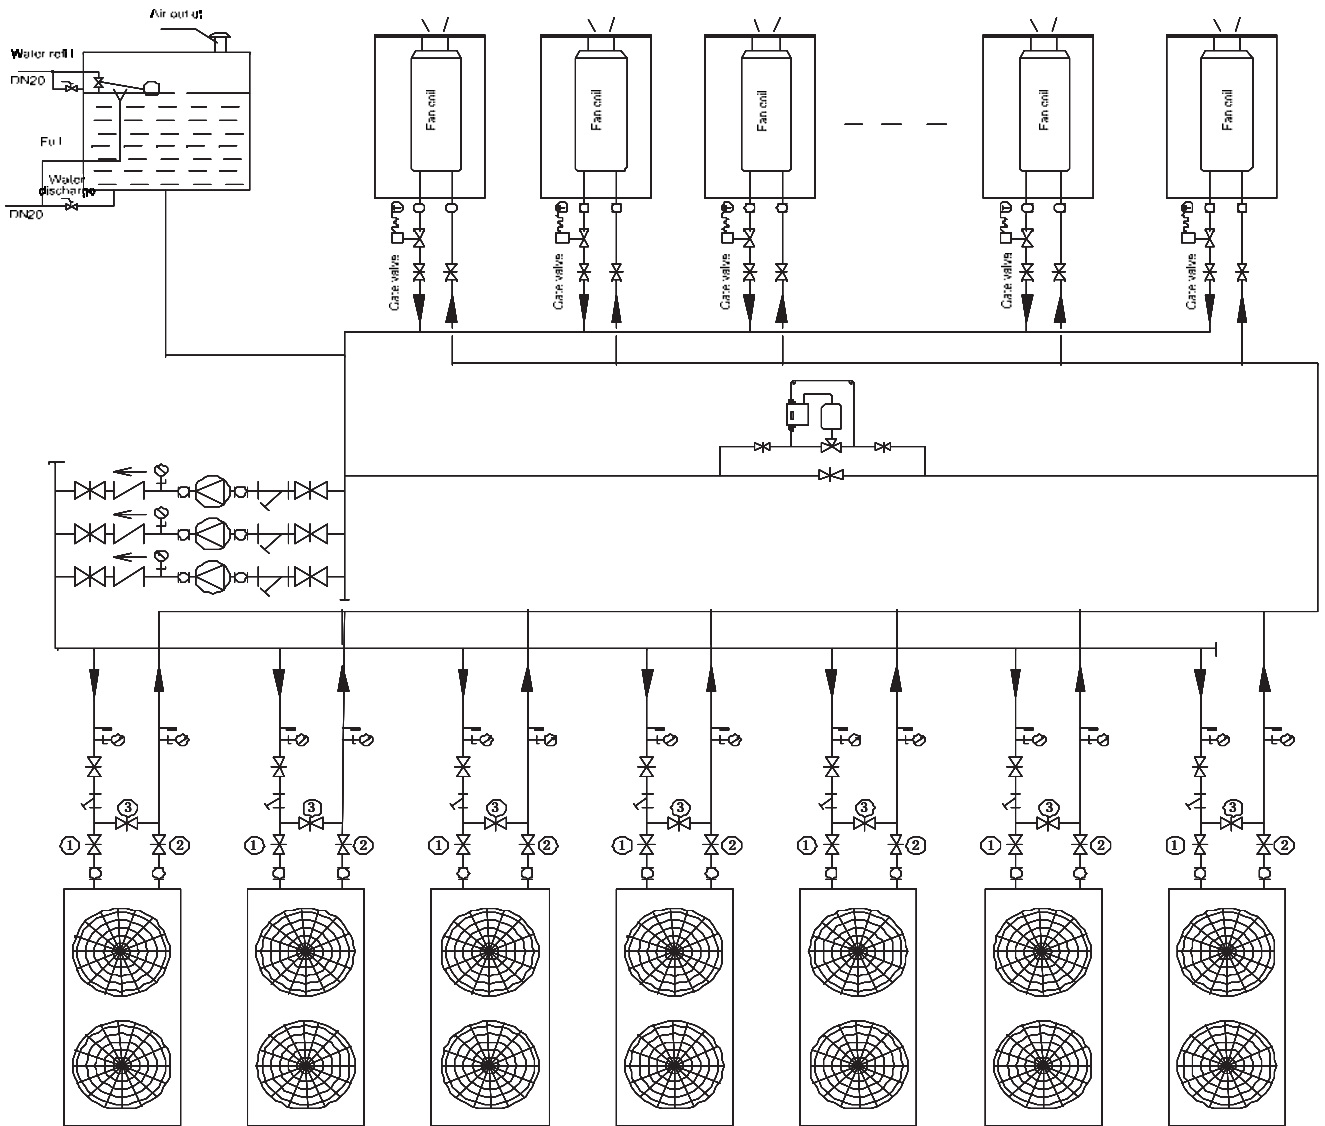 Air outlet
Water refill
DN20
Full
Water
discharge
DN20
Fan coil
Fan coil
Fan coil
Fan coil
Fan coil
T
T
T
T
T
Gate valve
Gate valve
Gate valve
Gate valve
Gate valve
3
3
3
3
3
3
3
1 2
1 2
1 2
1 2
1 2
1 2
1 2